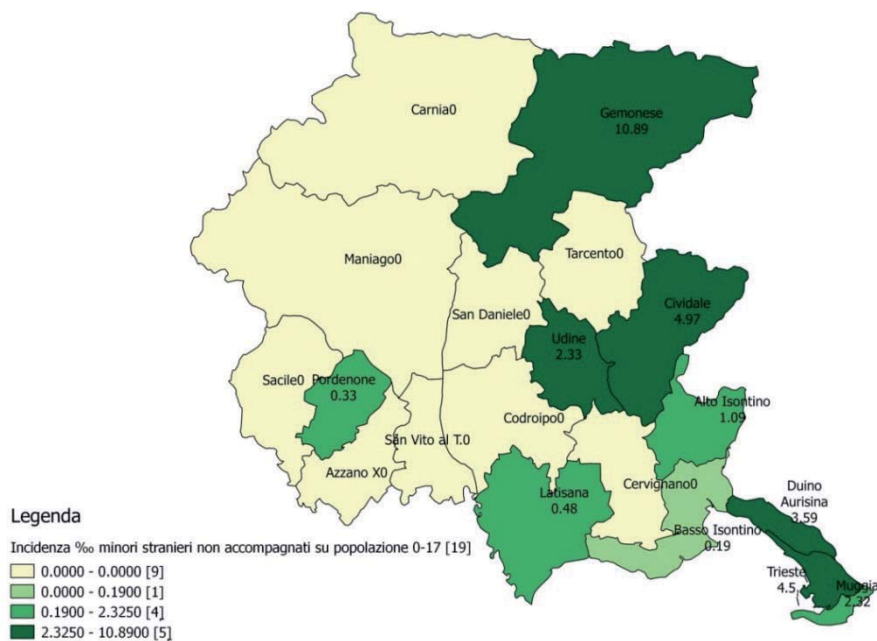 Carnia0
Gemonese
10.89
Maniago0
Tarcento0
San Daniele0
Cividale
4.97
Udine
2.33
Sacile0
Pordenone
0.33
Alto Isontino
1.09
San Vito al T.0
Codroipo0
Azzano X0
Latisana
0.48
Cervignano0
Duino
Aurisina
3.59
Basso Isontino
0.19
Trieste
4.5
Muggia
2.32
Legenda
Incidenza ‰ minori stranieri non accompagnati su popolazione 0-17 [19]
0.0000 - 0.0000 [9]
0.0000 - 0.1900 [1]
0.1900 - 2.3250 [4]
2.3250 - 10.8900 [5]